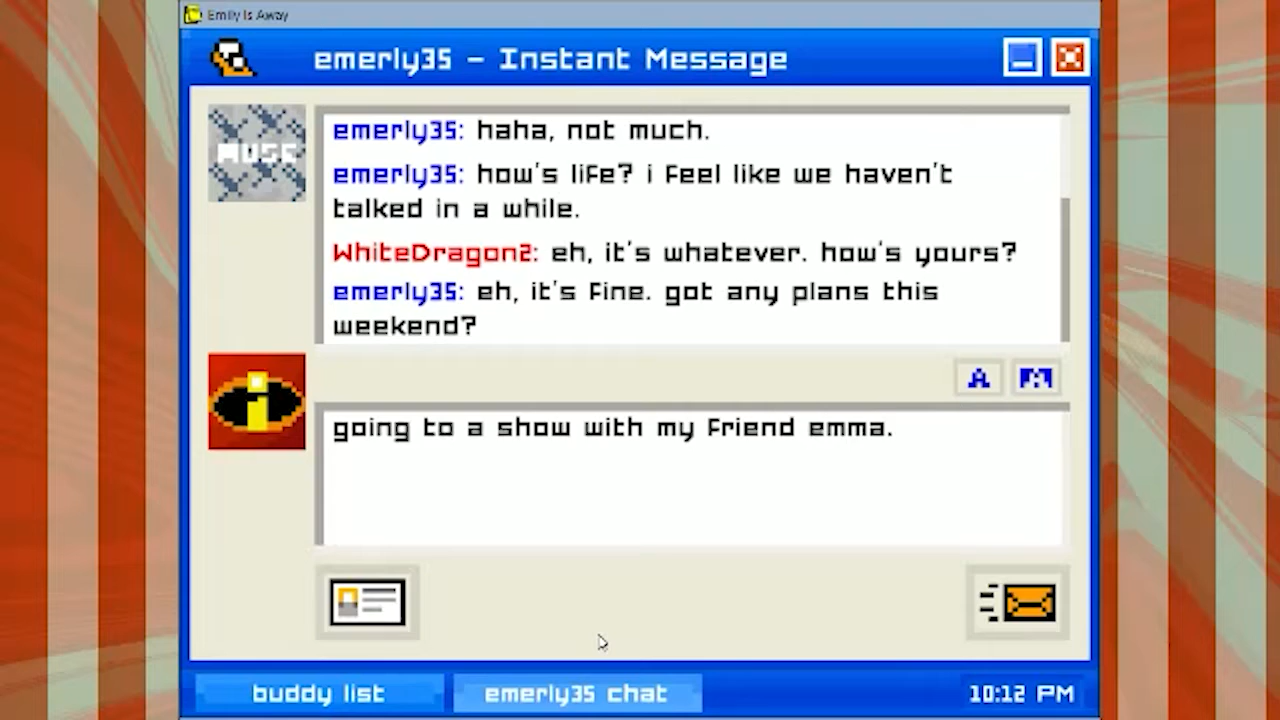 Emily is Away
emerly35 - Instant Message
MUSE
emerly35: haha, not much.
emerly35: how's life? i feel like we haven't
talked in a while.
WhiteDragon2: eh, it's whatever. how's yours?
emerly35: eh, it's fine. got any plans this
weekend?
A
going to a show with my friend emma.
buddy list
emerly35 chat
10:12 PM